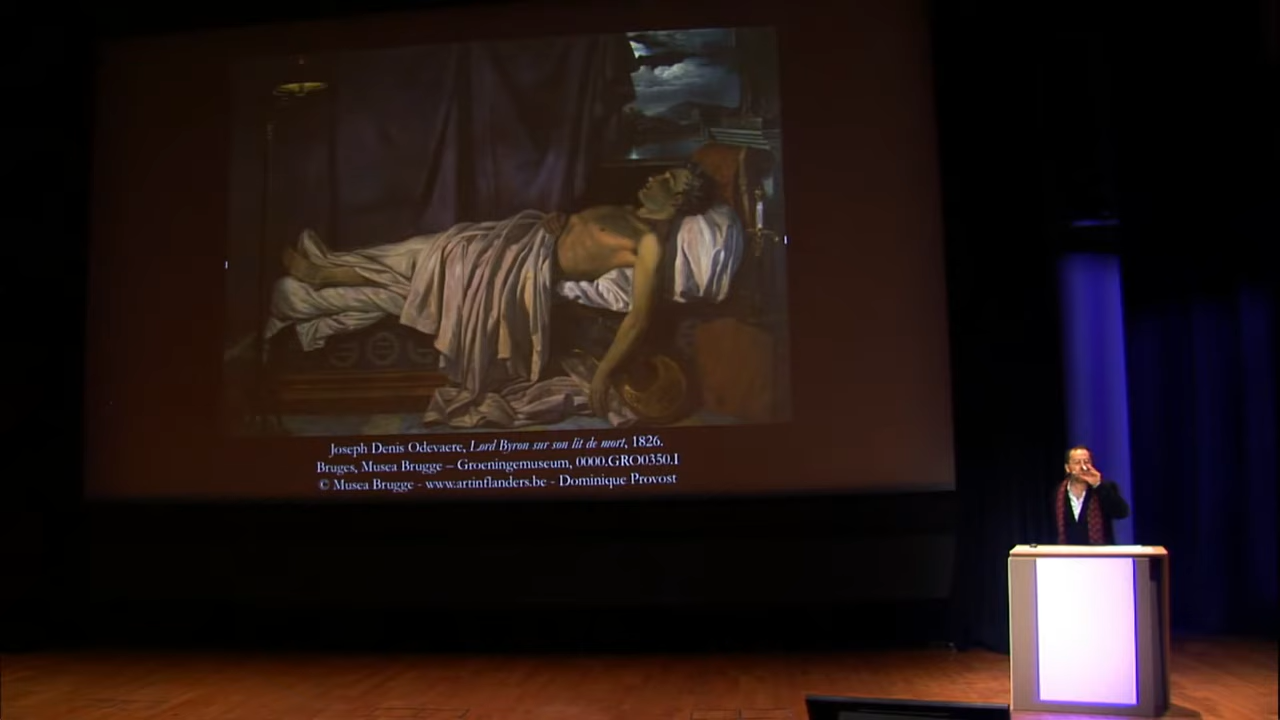 Joseph Denis Odevaere, Lord Byron sur son lit de mort, 1826.
Bruges, Musea Brugge – Groeningemuseum, 0000.GRO0350.I
© Musea Brugge - www.artinflanders.be - Dominique Provost